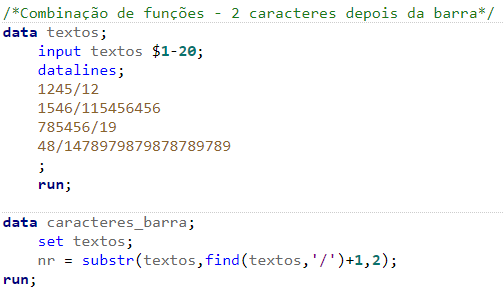 /*Combinação de funções - 2 caracteres depois da barra*/
data textos;
input textos $1-20;
datalines;
1245/12
1546/115456456
785456/19
48/1478979879878789789
;
run;
data caracteres_barra;
set textos;
nr = substr(textos,find(textos,'/')+1,2);
run;